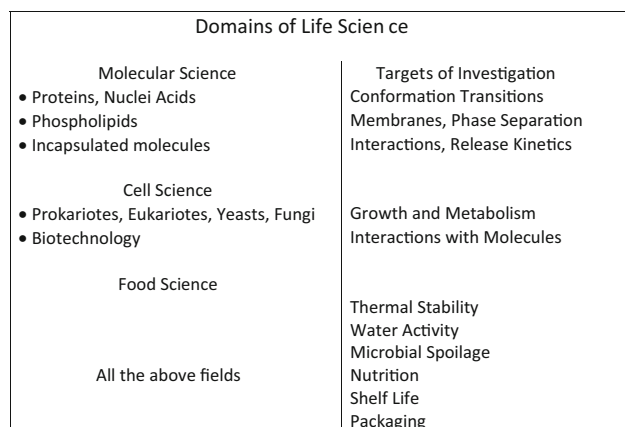 Domains of Life Scien ce
Molecular Science
• Proteins, Nuclei Acids
• Phospholipids
• Incapsulated molecules
Targets of Investigation
Conformation Transitions
Membranes, Phase Separation
Interactions, Release Kinetics
Cell Science
• Prokariotes, Eukariotes, Yeasts, Fungi
• Biotechnology
Growth and Metabolism
Interactions with Molecules
Food Science
All the above fields
Thermal Stability
Water Activity
Microbial Spoilage
Nutrition
Shelf Life
Packaging